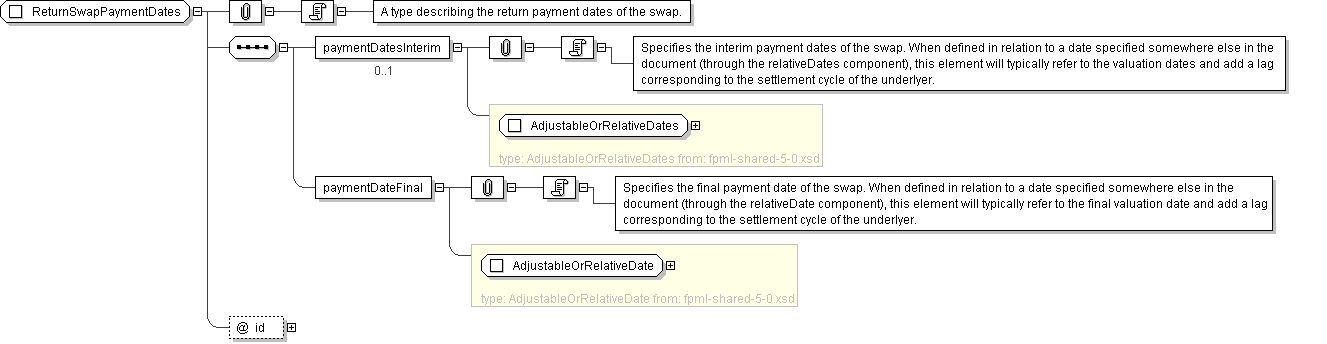 ReturnSwapPaymentDates
A type describing the return payment dates of the swap.
paymentDatesInterim
0..1
Specifies the interim payment dates of the swap. When defined in relation to a date specified somewhere else in the
document (through the relativeDates component), this element will typically refer to the valuation dates and add a lag
corresponding to the settlement cycle of the underlyer.
AdjustableOrRelativeDates
type: AdjustableOrRelativeDates from: fpml-shared-5-0.xsd
paymentDateFinal
Specifies the final payment date of the swap. When defined in relation to a date specified somewhere else in the
document (through the relativeDate component), this element will typically refer to the final valuation date and add a lag
corresponding to the settlement cycle of the underlyer.
AdjustableOrRelativeDate
type: AdjustableOrRelativeDate from: fpml-shared-5-0.xsd
@ id